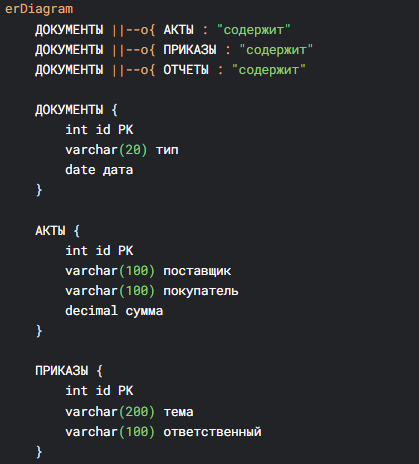 erDiagram
ДОКУМЕНТЫ ||--o{ АКТЫ : "содержит"
ДОКУМЕНТЫ ||--o{ ПРИКАЗЫ : "содержит"
ДОКУМЕНТЫ ||--o{ ОТЧЕТЫ : "содержит"
ДОКУМЕНТЫ {
int id PK
varchar(20) тип
date дата
}
АКТЫ {
int id PK
varchar(100) поставщик
varchar(100) покупатель
decimal сумма
}
ПРИКАЗЫ {
int id PK
varchar(200) тема
varchar(100) ответственный
}